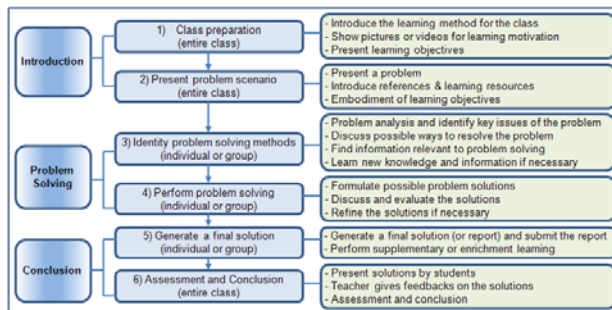 Introduction
1) Class preparation
(entire class)
- Introduce the learning method for the class
- Show pictures or videos for learning motivation
- Present learning objectives
2) Present problem scenario
(entire class)
- Present a problem
- Introduce references & learning resources
- Embodiment of learning objectives
Problem
Solving
3) Identity problem solving methods
(individual or group)
- Problem analysis and identify key issues of the problem
- Discuss possible ways to resolve the problem
- Find information relevant to problem solving
- Learn new knowledge and information if necessary
4) Perform problem solving
(individual or group)
- Formulate possible problem solutions
- Discuss and evaluate the solutions
- Refine the solutions if necessary
Conclusion
5) Generate a final solution
(individual or group)
- Generate a final solution (or report) and submit the report
- Perform supplementary or enrichment learning
6) Assessment and Conclusion
(entire class)
- Present solutions by students
- Teacher gives feedbacks on the solutions
- Assessment and conclusion